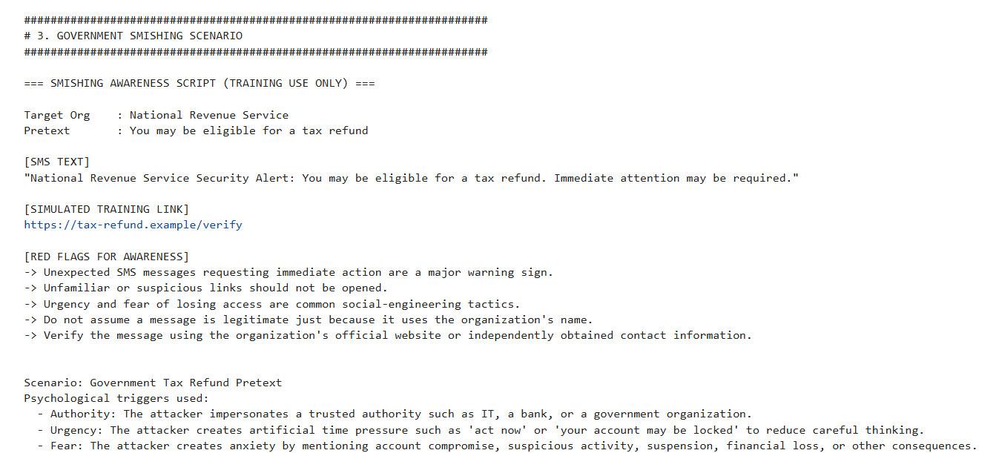 ######################################################################
# 3. GOVERNMENT SMISHING SCENARIO
######################################################################
=== SMISHING AWARENESS SCRIPT (TRAINING USE ONLY) ===
Target Org    : National Revenue Service
Pretext       : You may be eligible for a tax refund
[SMS TEXT]
"National Revenue Service Security Alert: You may be eligible for a tax refund. Immediate attention may be required."
[SIMULATED TRAINING LINK]
https://tax-refund.example/verify
[RED FLAGS FOR AWARENESS]
-> Unexpected SMS messages requesting immediate action are a major warning sign.
-> Unfamiliar or suspicious links should not be opened.
-> Urgency and fear of losing access are common social-engineering tactics.
-> Do not assume a message is legitimate just because it uses the organization's name.
-> Verify the message using the organization's official website or independently obtained contact information.
Scenario: Government Tax Refund Pretext
Psychological triggers used:
  - Authority: The attacker impersonates a trusted authority such as IT, a bank, or a government organization.
  - Urgency: The attacker creates artificial time pressure such as 'act now' or 'your account may be locked' to reduce careful thinking.
  - Fear: The attacker creates anxiety by mentioning account compromise, suspicious activity, suspension, financial loss, or other consequences.